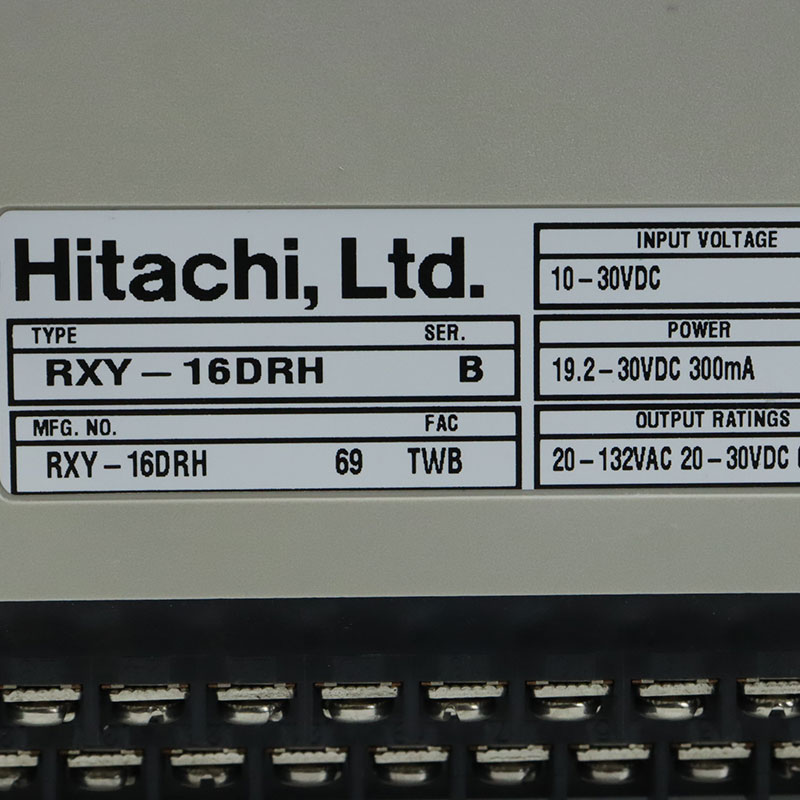 Hitachi, Ltd.
TYPE SER.
RXY-16DRH B
MFG. NO. FAC
RXY-16DRH 69 TWB
INPUT VOLTAGE
10-30VDC
POWER
19.2-30VDC 300mA
OUTPUT RATINGS
20-132VAC 20-30VDC